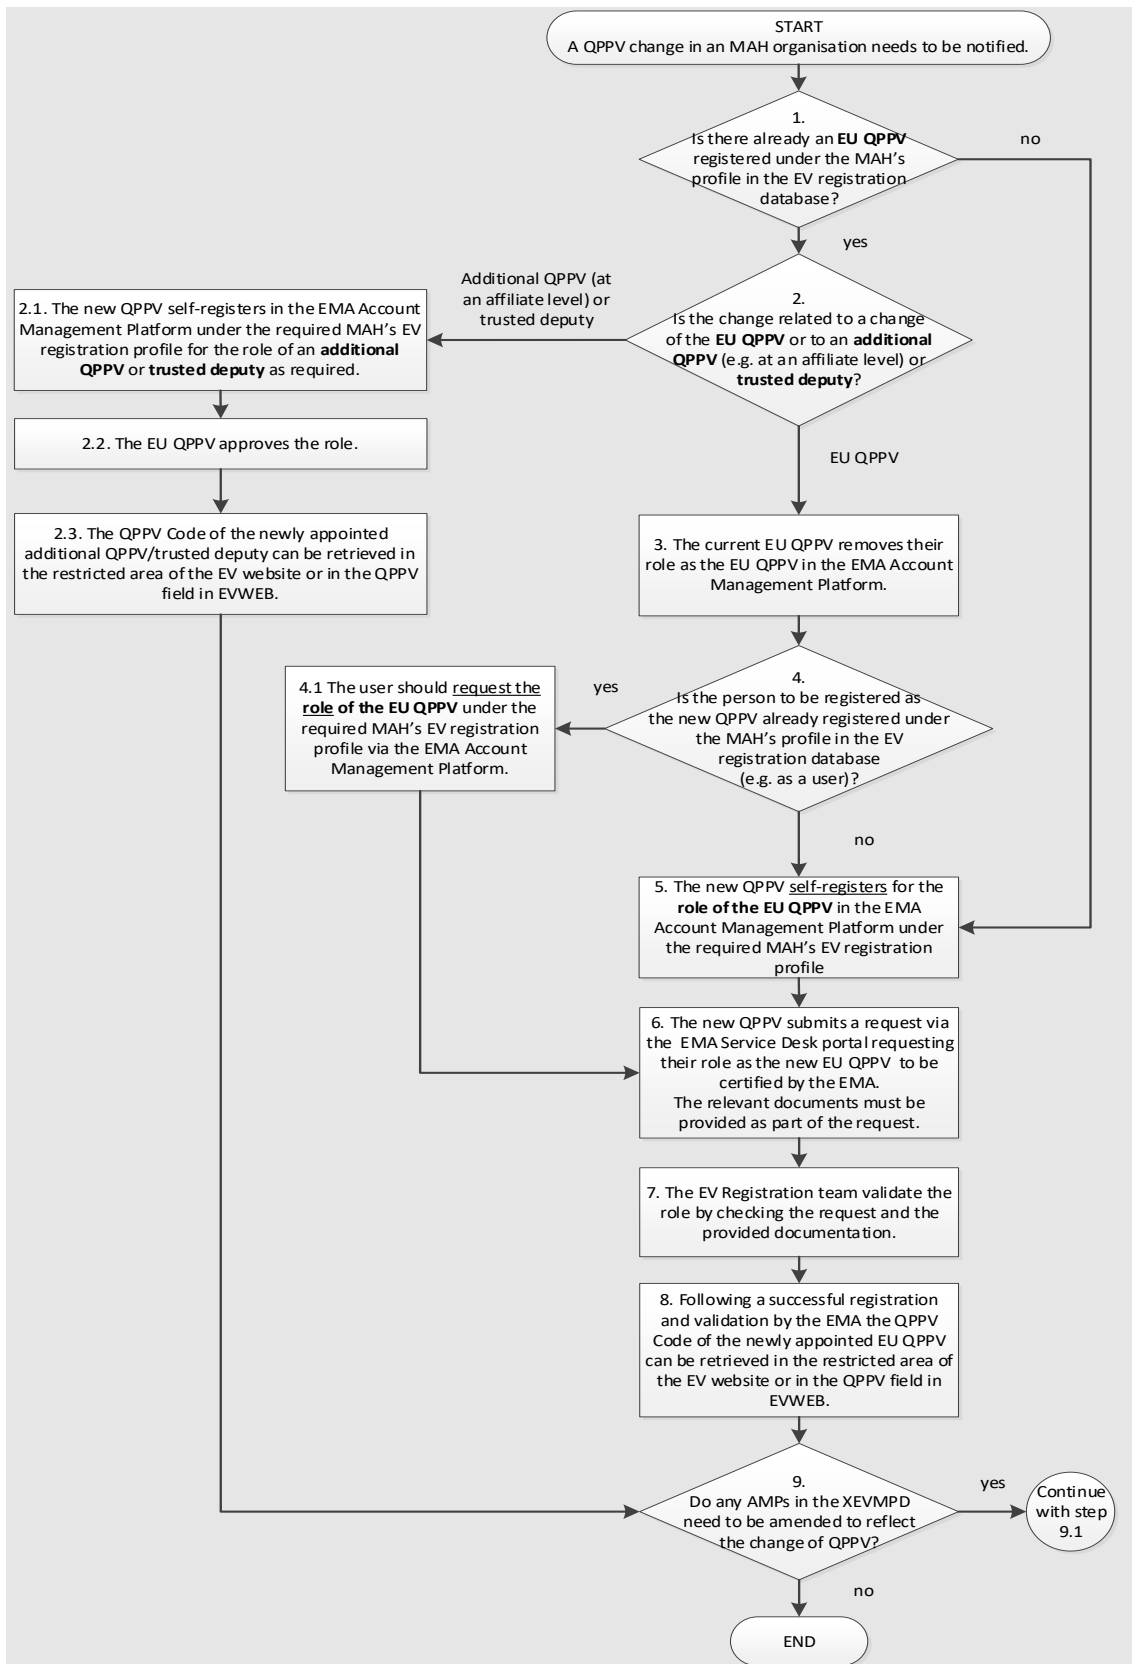 START
A QPPV change in an MAH organisation needs to be notified.
1.
Is there already an EU QPPV
registered under the MAH's
profile in the EV registration
database?
no
yes
Additional QPPV (at
an affiliate level) or
trusted deputy
2.
Is the change related to a change
of the EU QPPV or to an additional
QPPV (e.g. at an affiliate level) or
trusted deputy?
2.1. The new QPPV self-registers in the EMA Account
Management Platform under the required MAH's EV
registration profile for the role of an additional
QPPV or trusted deputy as required.
2.2. The EU QPPV approves the role.
2.3. The QPPV Code of the newly appointed
additional QPPV/trusted deputy can be retrieved in
the restricted area of the EV website or in the QPPV
field in EVWEB.
EU QPPV
3. The current EU QPPV removes their
role as the EU QPPV in the EMA Account
Management Platform.
4.
Is the person to be registered as
the new QPPV already registered under
the MAH's profile in the EV
registration database
(e.g. as a user)?
yes
4.1 The user should request the
role of the EU QPPV under the
required MAH's EV registration
profile via the EMA Account
Management Platform.
no
5. The new QPPV self-registers for the
role of the EU QPPV in the EMA
Account Management Platform under
the required MAH's EV registration
profile
6. The new QPPV submits a request via
the EMA Service Desk portal requesting
their role as the new EU QPPV to be
certified by the EMA.
The relevant documents must be
provided as part of the request.
7. The EV Registration team validate the
role by checking the request and the
provided documentation.
8. Following a successful registration
and validation by the EMA the QPPV
Code of the newly appointed EU QPPV
can be retrieved in the restricted area of
the EV website or in the QPPV field in
EVWEB.
9.
Do any AMPs in the XEVMPD
need to be amended to reflect
the change of QPPV?
yes
Continue
with step
9.1
no
END